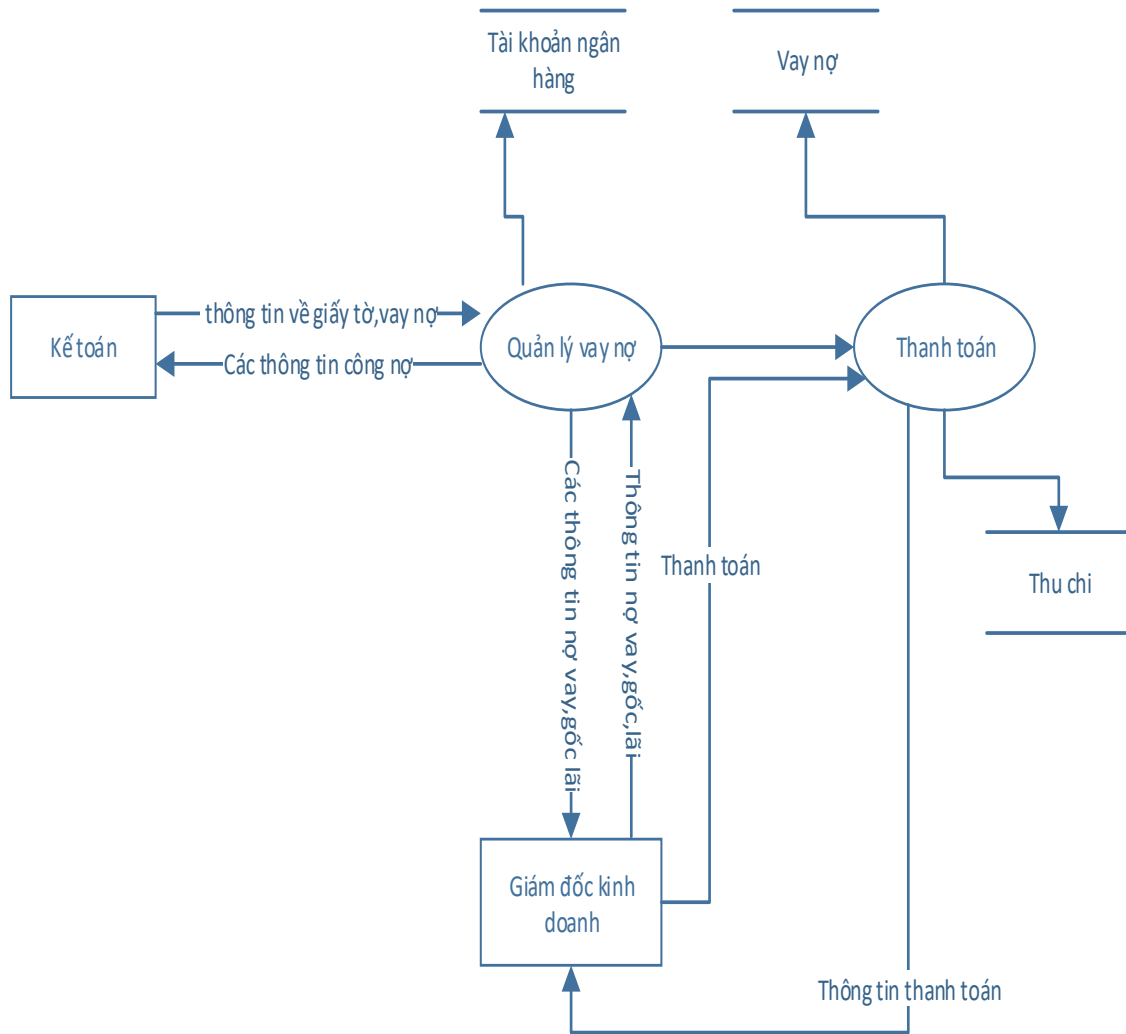 Tài khoản ngân
hàng
Vay nợ
thông tin về giấy tờ,vay nợ
Kế toán
Các thông tin công nợ
Quản lý vay nợ
Thanh toán
Các thông tin nợ vay,gốc lãi
Thông tin nợ vay,gốc,lãi
Thanh toán
Thu chi
Giám đốc kinh
doanh
Thông tin thanh toán